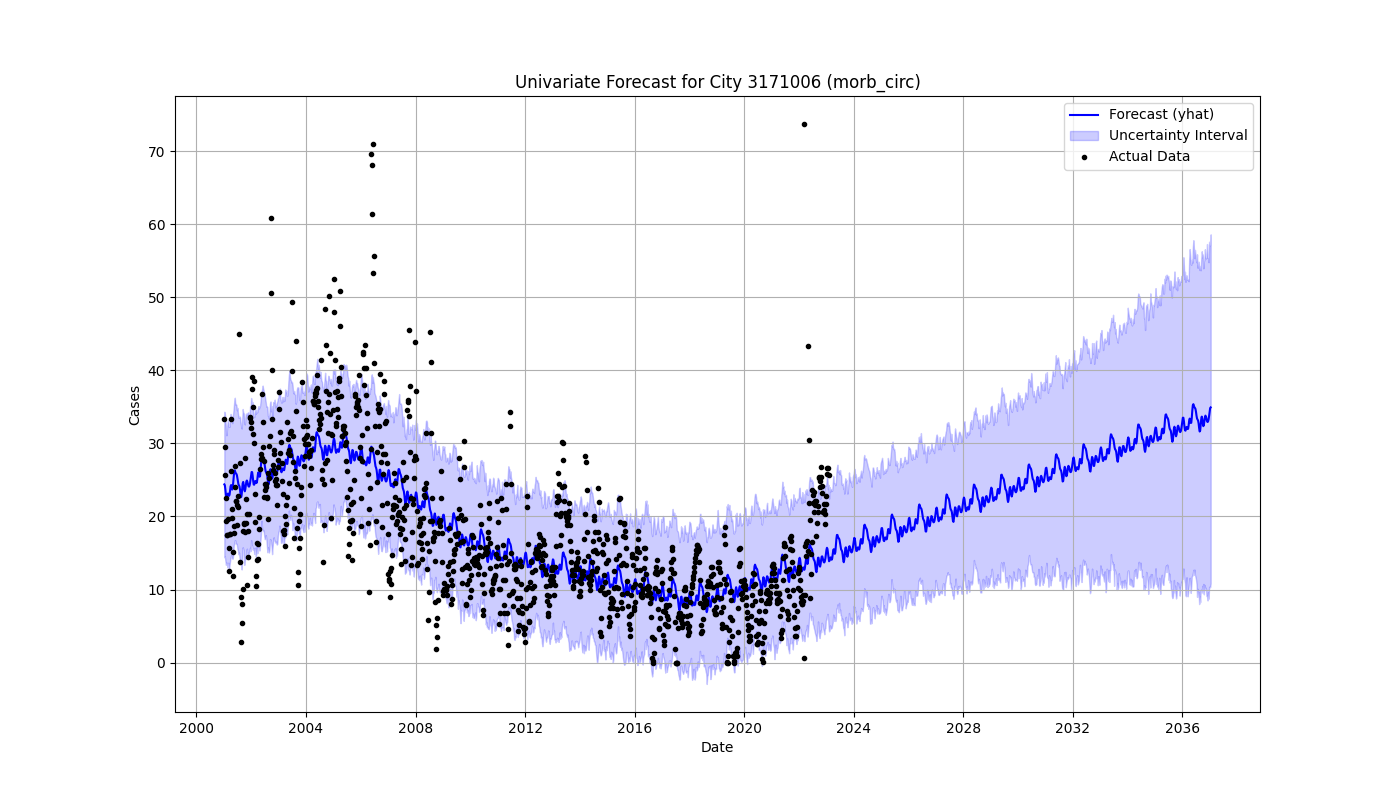 Univariate Forecast for City 3171006 (morb_circ)
Forecast (yhat)
Uncertainty Interval
Actual Data
Cases
70
60
50
40
30
20
10
0
2000 2004 2008 2012 2016 2020 2024 2028 2032 2036
Date